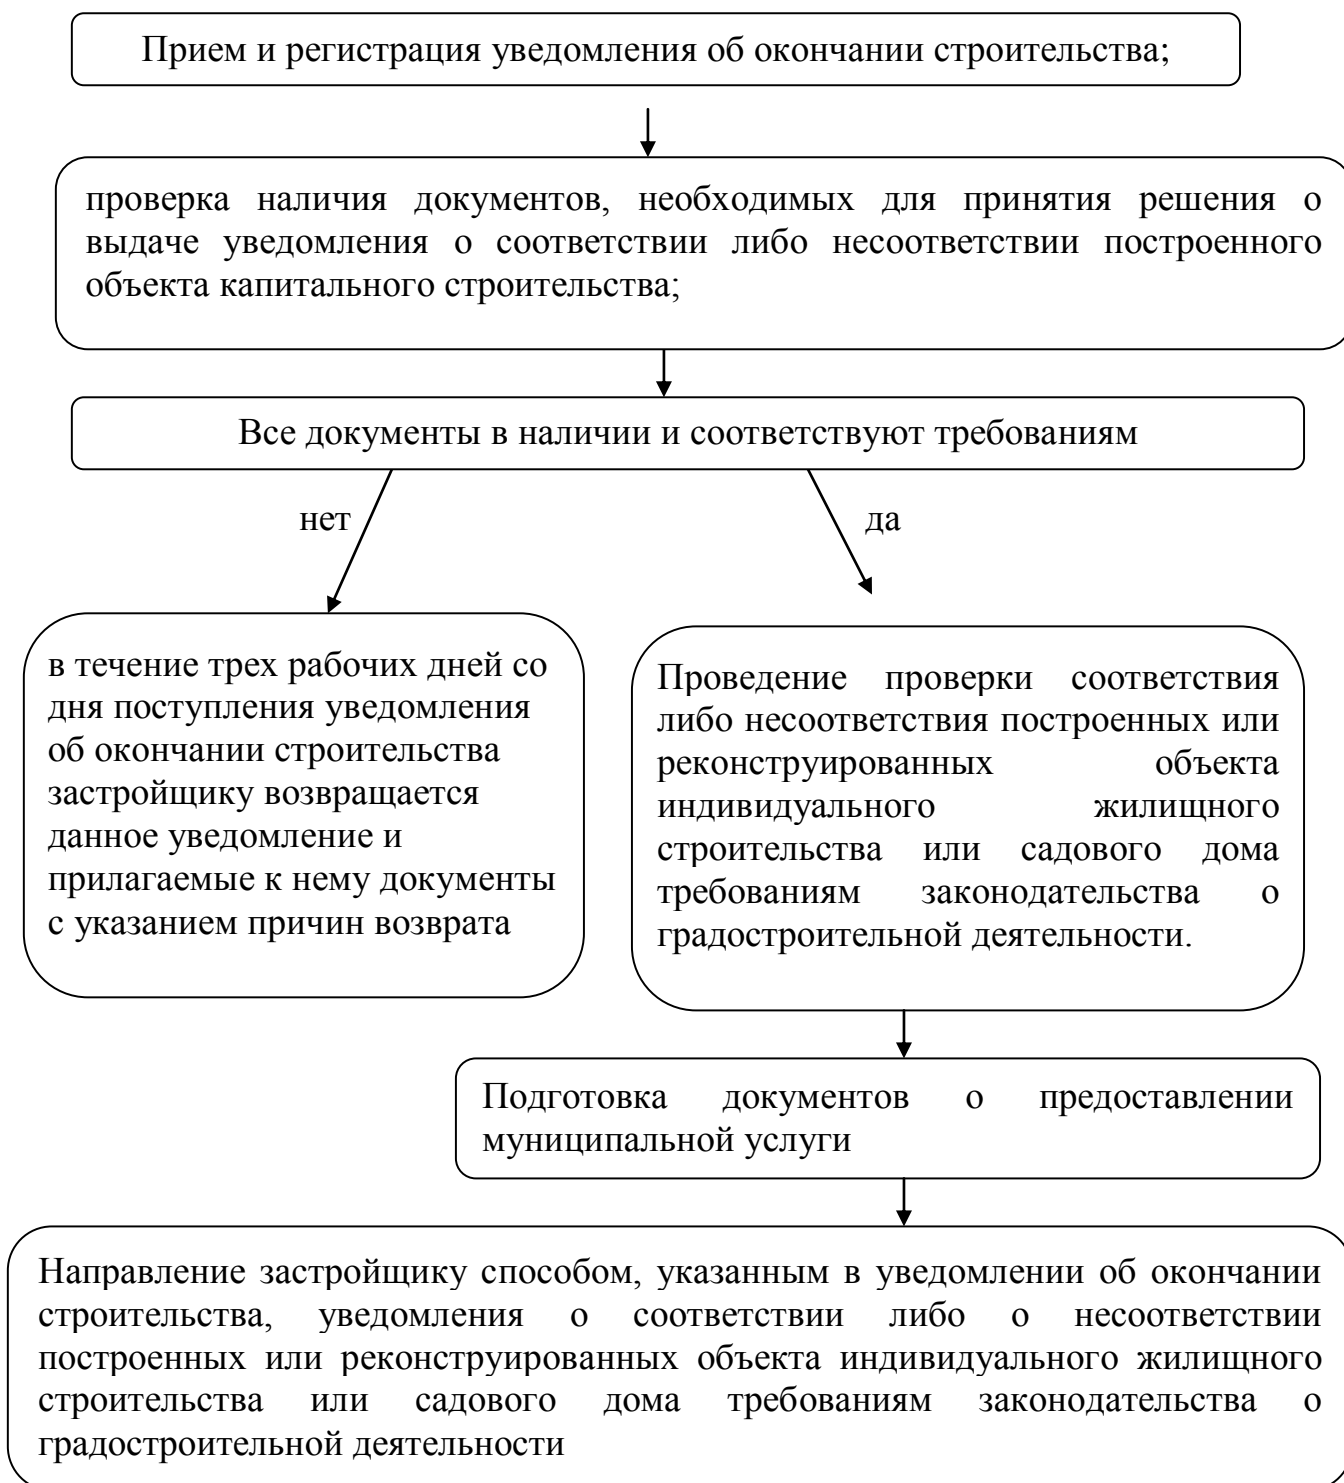 Прием и регистрация уведомления об окончании строительства;
проверка наличия документов, необходимых для принятия решения о
выдаче уведомления о соответствии либо несоответствии построенного
объекта капитального строительства;
Все документы в наличии и соответствуют требованиям
нет
да
в течение трех рабочих дней со
дня поступления уведомления
об окончании строительства
застройщику возвращается
данное уведомление и
прилагаемые к нему документы
с указанием причин возврата
Проведение проверки соответствия
либо несоответствия построенных или
реконструированных объекта
индивидуального жилищного
строительства или садового дома
требованиям законодательства о
градостроительной деятельности.
Подготовка документов о предоставлении
муниципальной услуги
Направление застройщику способом, указанным в уведомлении об окончании
строительства, уведомления о соответствии либо о несоответствии
построенных или реконструированных объекта индивидуального жилищного
строительства или садового дома требованиям законодательства о
градостроительной деятельности